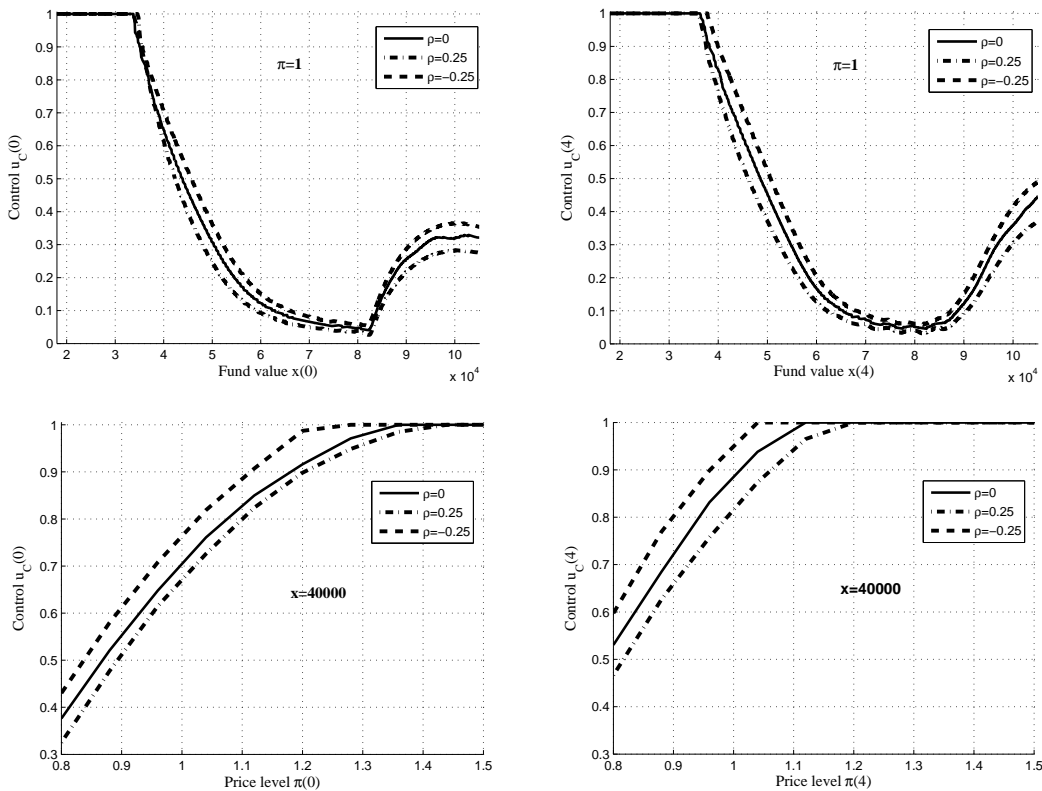 1
0.9
0.8
0.7
0.6
0.5
0.4
0.3
0.2
0.1
0
Control u_C(0)
π=1
ρ=0
ρ=0.25
ρ=−0.25
2 3 4 5 6 7 8 9 10
x 10^4
Fund value x(0)
1
0.9
0.8
0.7
0.6
0.5
0.4
0.3
0.2
0.1
0
Control u_C(4)
π=1
ρ=0
ρ=0.25
ρ=−0.25
2 3 4 5 6 7 8 9 10
x 10^4
Fund value x(4)
1
0.9
0.8
0.7
0.6
0.5
0.4
0.3
Control u_C(0)
ρ=0
ρ=0.25
ρ=−0.25
x=40000
0.8 0.9 1 1.1 1.2 1.3 1.4 1.5
Price level π(0)
1
0.9
0.8
0.7
0.6
0.5
0.4
0.3
Control u_C(4)
ρ=0
ρ=0.25
ρ=−0.25
x=40000
0.8 0.9 1 1.1 1.2 1.3 1.4 1.5
Price level π(4)